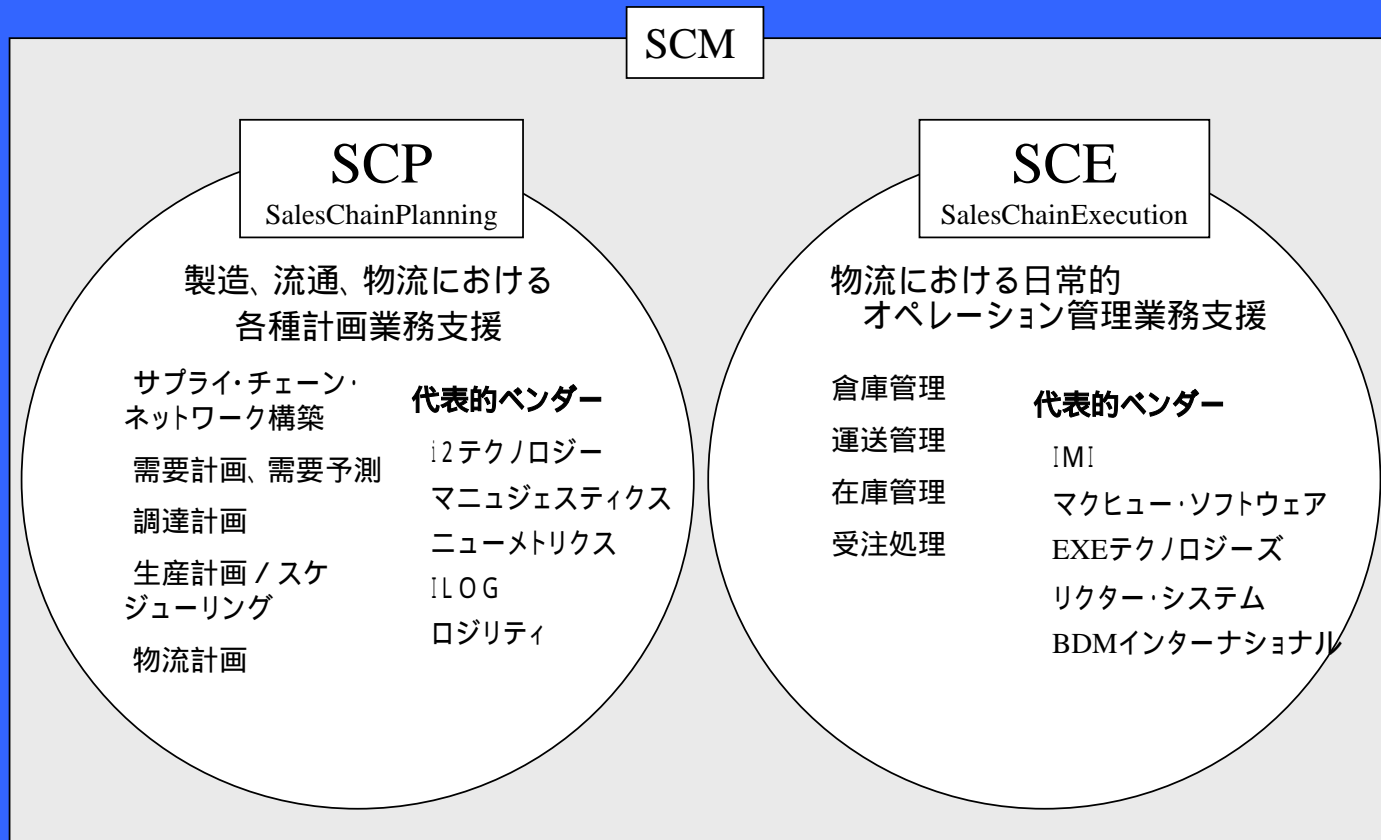 SCM
SCP
SalesChainPlanning
製造、流通、物流における
各種計画業務支援
サプライ・チェーン・
ネットワーク構築
需要計画、需要予測
調達計画
生産計画/スケ
ジューリング
物流計画
代表的ベンダー
i2テクノロジー
マニュジェスティクス
ニューメトリクス
ILOG
ロジリティ
SCE
SalesChainExecution
物流における日常的
オペレーション管理業務支援
倉庫管理
運送管理
在庫管理
受注処理
代表的ベンダー
IMI
マクヒュー・ソフトウェア
EXEテクノロジーズ
リクター・システム
BDMインターナショナル